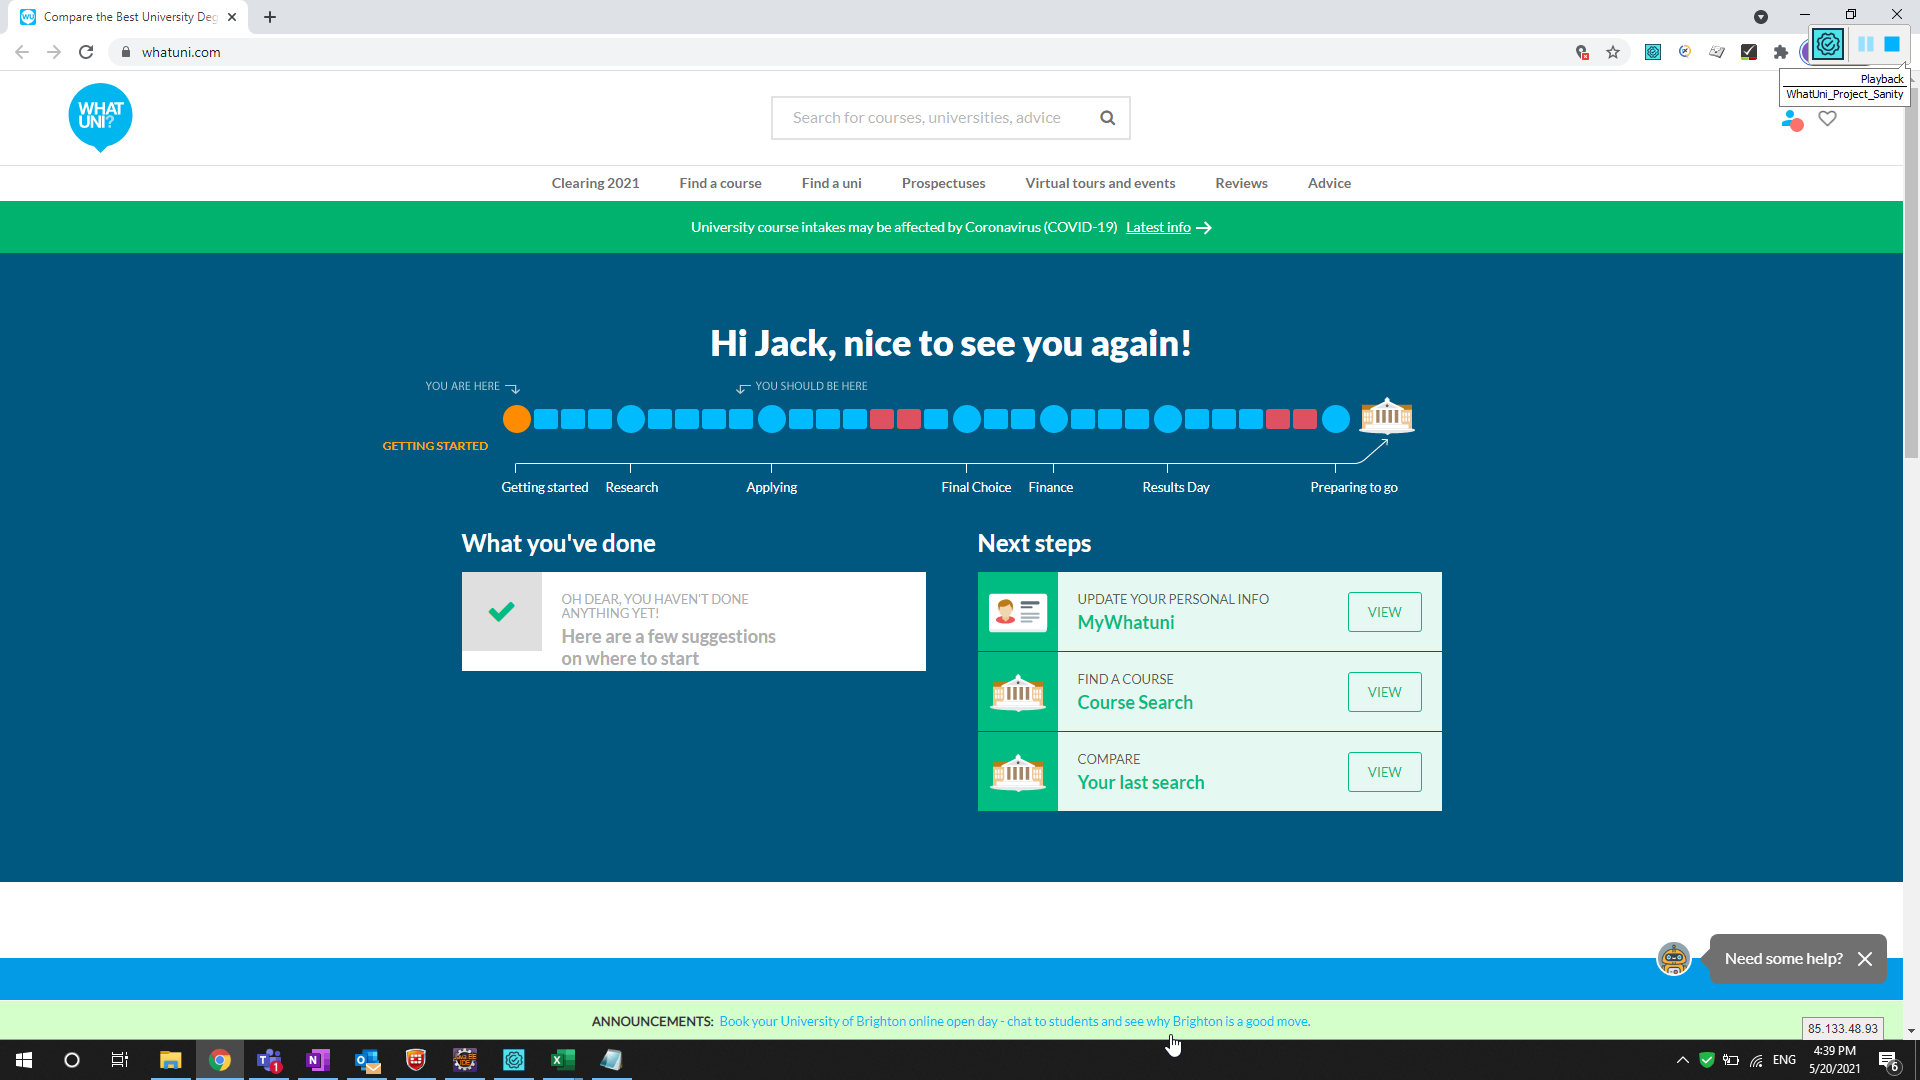 Compare the Best University Deg
whatuni.com
Playback
WhatUni_Project_Sanity
WHAT
UNI?
Search for courses, universities, advice
Clearing 2021
Find a course
Find a uni
Prospectuses
Virtual tours and events
Reviews
Advice
University course intakes may be affected by Coronavirus (COVID-19) Latest info
Hi Jack, nice to see you again!
YOU ARE HERE
YOU SHOULD BE HERE
GETTING STARTED
Getting started
Research
Applying
Final Choice
Finance
Results Day
Preparing to go
What you've done
OH DEAR, YOU HAVEN'T DONE
ANYTHING YET!
Here are a few suggestions
on where to start
Next steps
UPDATE YOUR PERSONAL INFO
MyWhatuni
VIEW
FIND A COURSE
Course Search
VIEW
COMPARE
Your last search
VIEW
Need some help?
ANNOUNCEMENTS: Book your University of Brighton online open day - chat to students and see why Brighton is a good move.
85.133.48.93
ENG
4:39 PM
5/20/2021
6